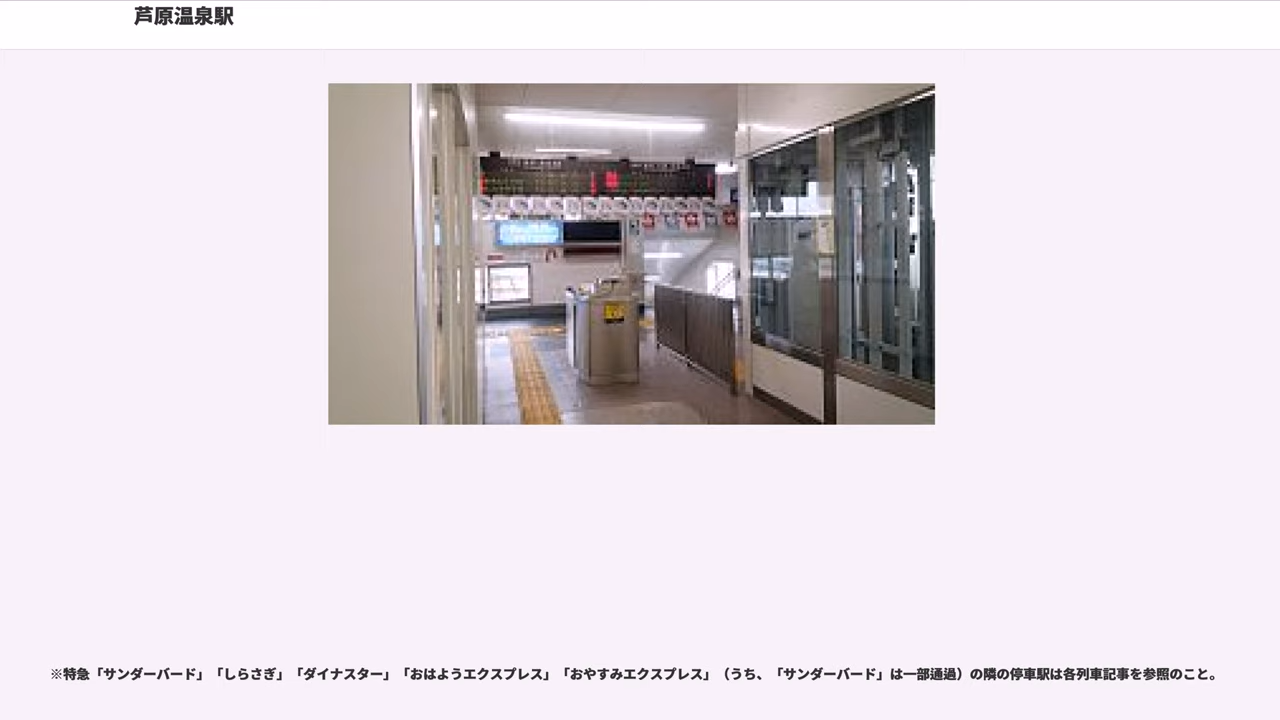 芦原温泉駅
※特急「サンダーバード」「しらさぎ」「ダイナスター」「おはようエクスプレス」「おやすみエクスプレス」（うち、「サンダーバード」は一部通過）の隣の停車駅は各列車記事を参照のこと。